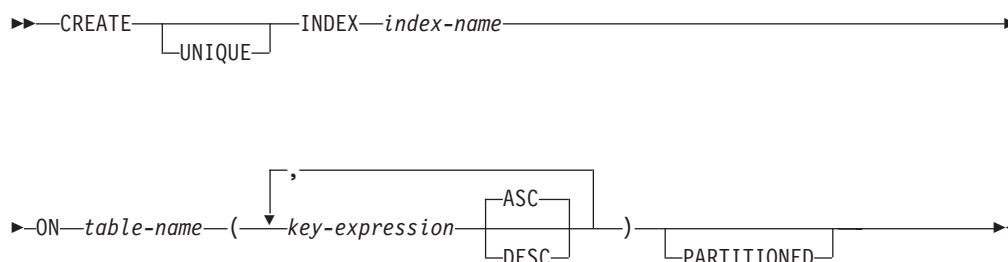 CREATE UNIQUE INDEX index-name
,
ON table-name ( key-expression ASC DESC ) PARTITIONED